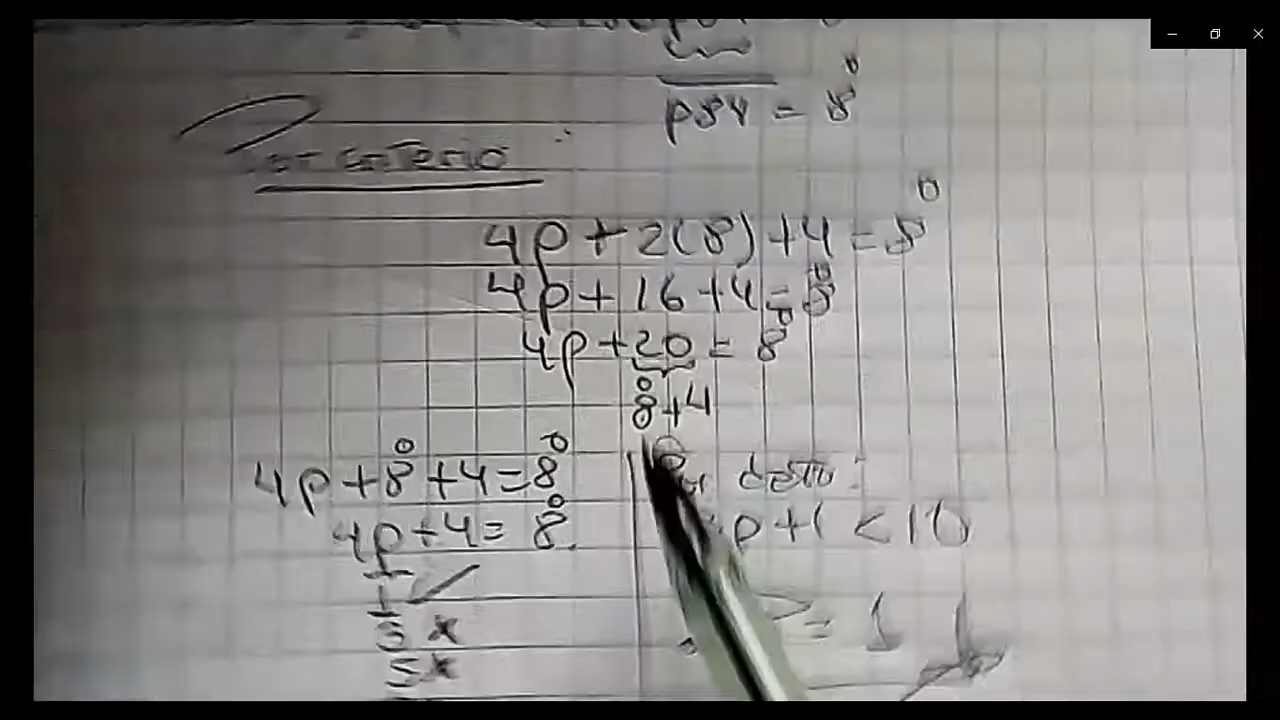 p84 = 8°
criterio :
4p + 2(8) + 4 = 8°
4p + 16 + 4 = 8°
4p + 20 = 8°
8° + 4
4p + 8° + 4 = 8°
4p + 4 = 8°.
1 ✓
3 x
5 x
Por dato:
p + 1 < 10
= 1